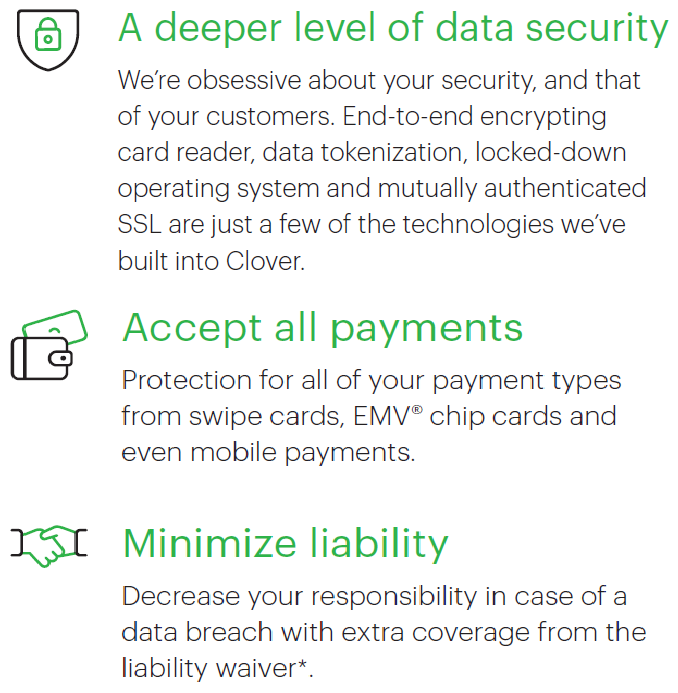 A deeper level of data security
We’re obsessive about your security, and that
of your customers. End-to-end encrypting
card reader, data tokenization, locked-down
operating system and mutually authenticated
SSL are just a few of the technologies we’ve
built into Clover.
Accept all payments
Protection for all of your payment types
from swipe cards, EMV® chip cards and
even mobile payments.
Minimize liability
Decrease your responsibility in case of a
data breach with extra coverage from the
liability waiver*.